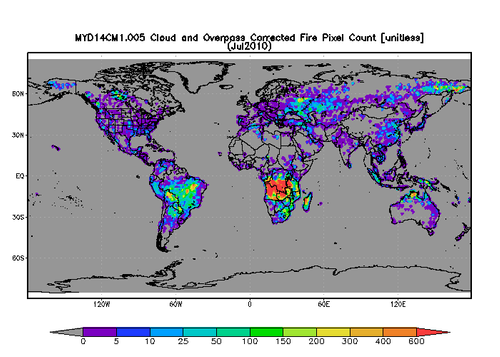 MYD14CM1.005 Cloud and Overpass Corrected Fire Pixel Count [unitless]
(Jul2010)
60N
30N
EQ
30S
60S
120W 60W 0 60E 120E
0 5 10 25 50 100 150 200 300 400 600